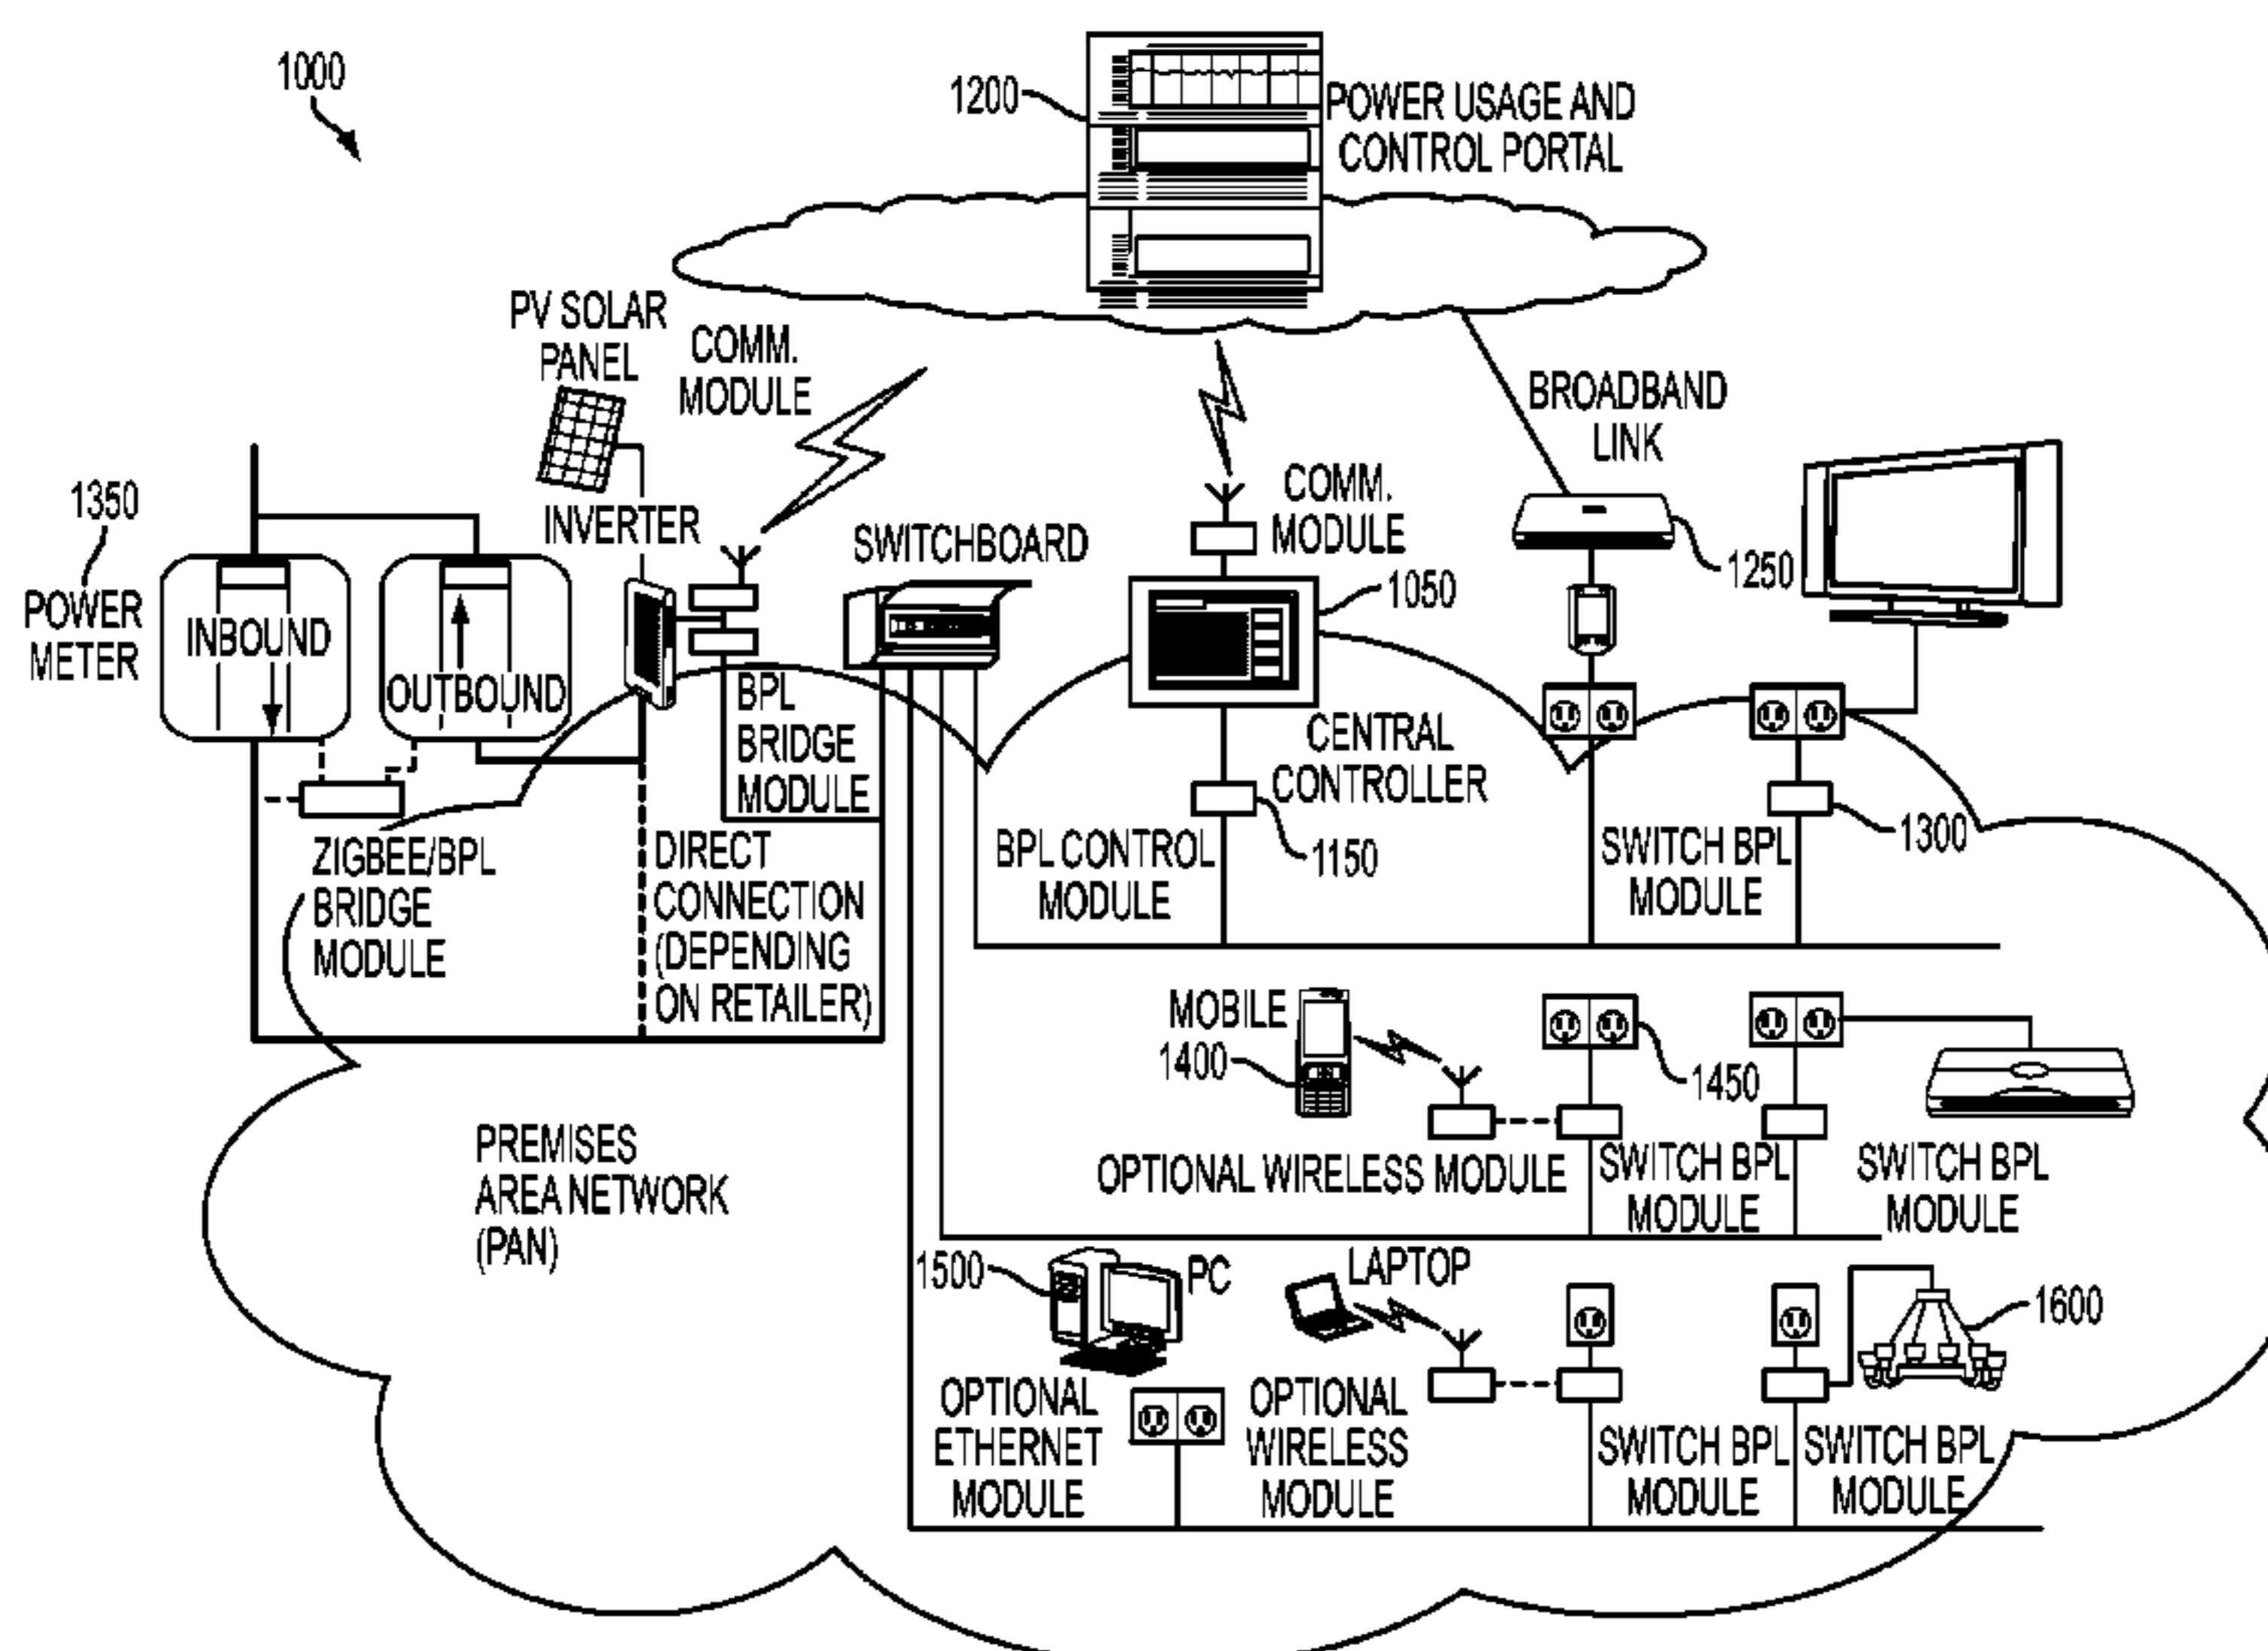 1000
1200
POWER USAGE AND
CONTROL PORTAL
PV SOLAR
PANEL
COMM.
MODULE
BROADBAND
LINK
1350
POWER
METER
INBOUND
OUTBOUND
INVERTER
SWITCHBOARD
COMM.
MODULE
1050
1250
BPL
BRIDGE
MODULE
CENTRAL
CONTROLLER
ZIGBEE/BPL
BRIDGE
MODULE
DIRECT
CONNECTION
(DEPENDING
ON RETAILER)
BPL CONTROL
MODULE
1150
SWITCH BPL
MODULE
1300
MOBILE
1400
1450
OPTIONAL WIRELESS MODULE
SWITCH BPL
MODULE
SWITCH BPL
MODULE
PREMISES
AREA NETWORK
(PAN)
1500
PC
LAPTOP
1600
OPTIONAL
ETHERNET
MODULE
OPTIONAL
WIRELESS
MODULE
SWITCH BPL
MODULE
SWITCH BPL
MODULE